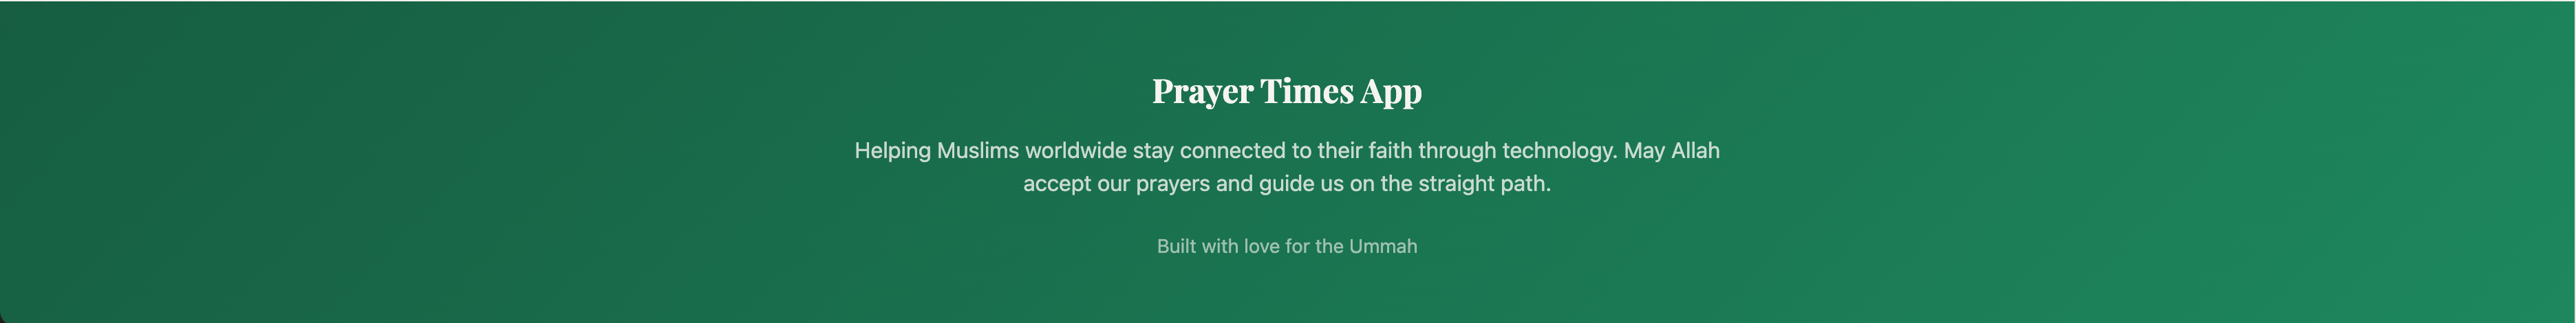 Prayer Times App
Helping Muslims worldwide stay connected to their faith through technology. May Allah
accept our prayers and guide us on the straight path.
Built with love for the Ummah